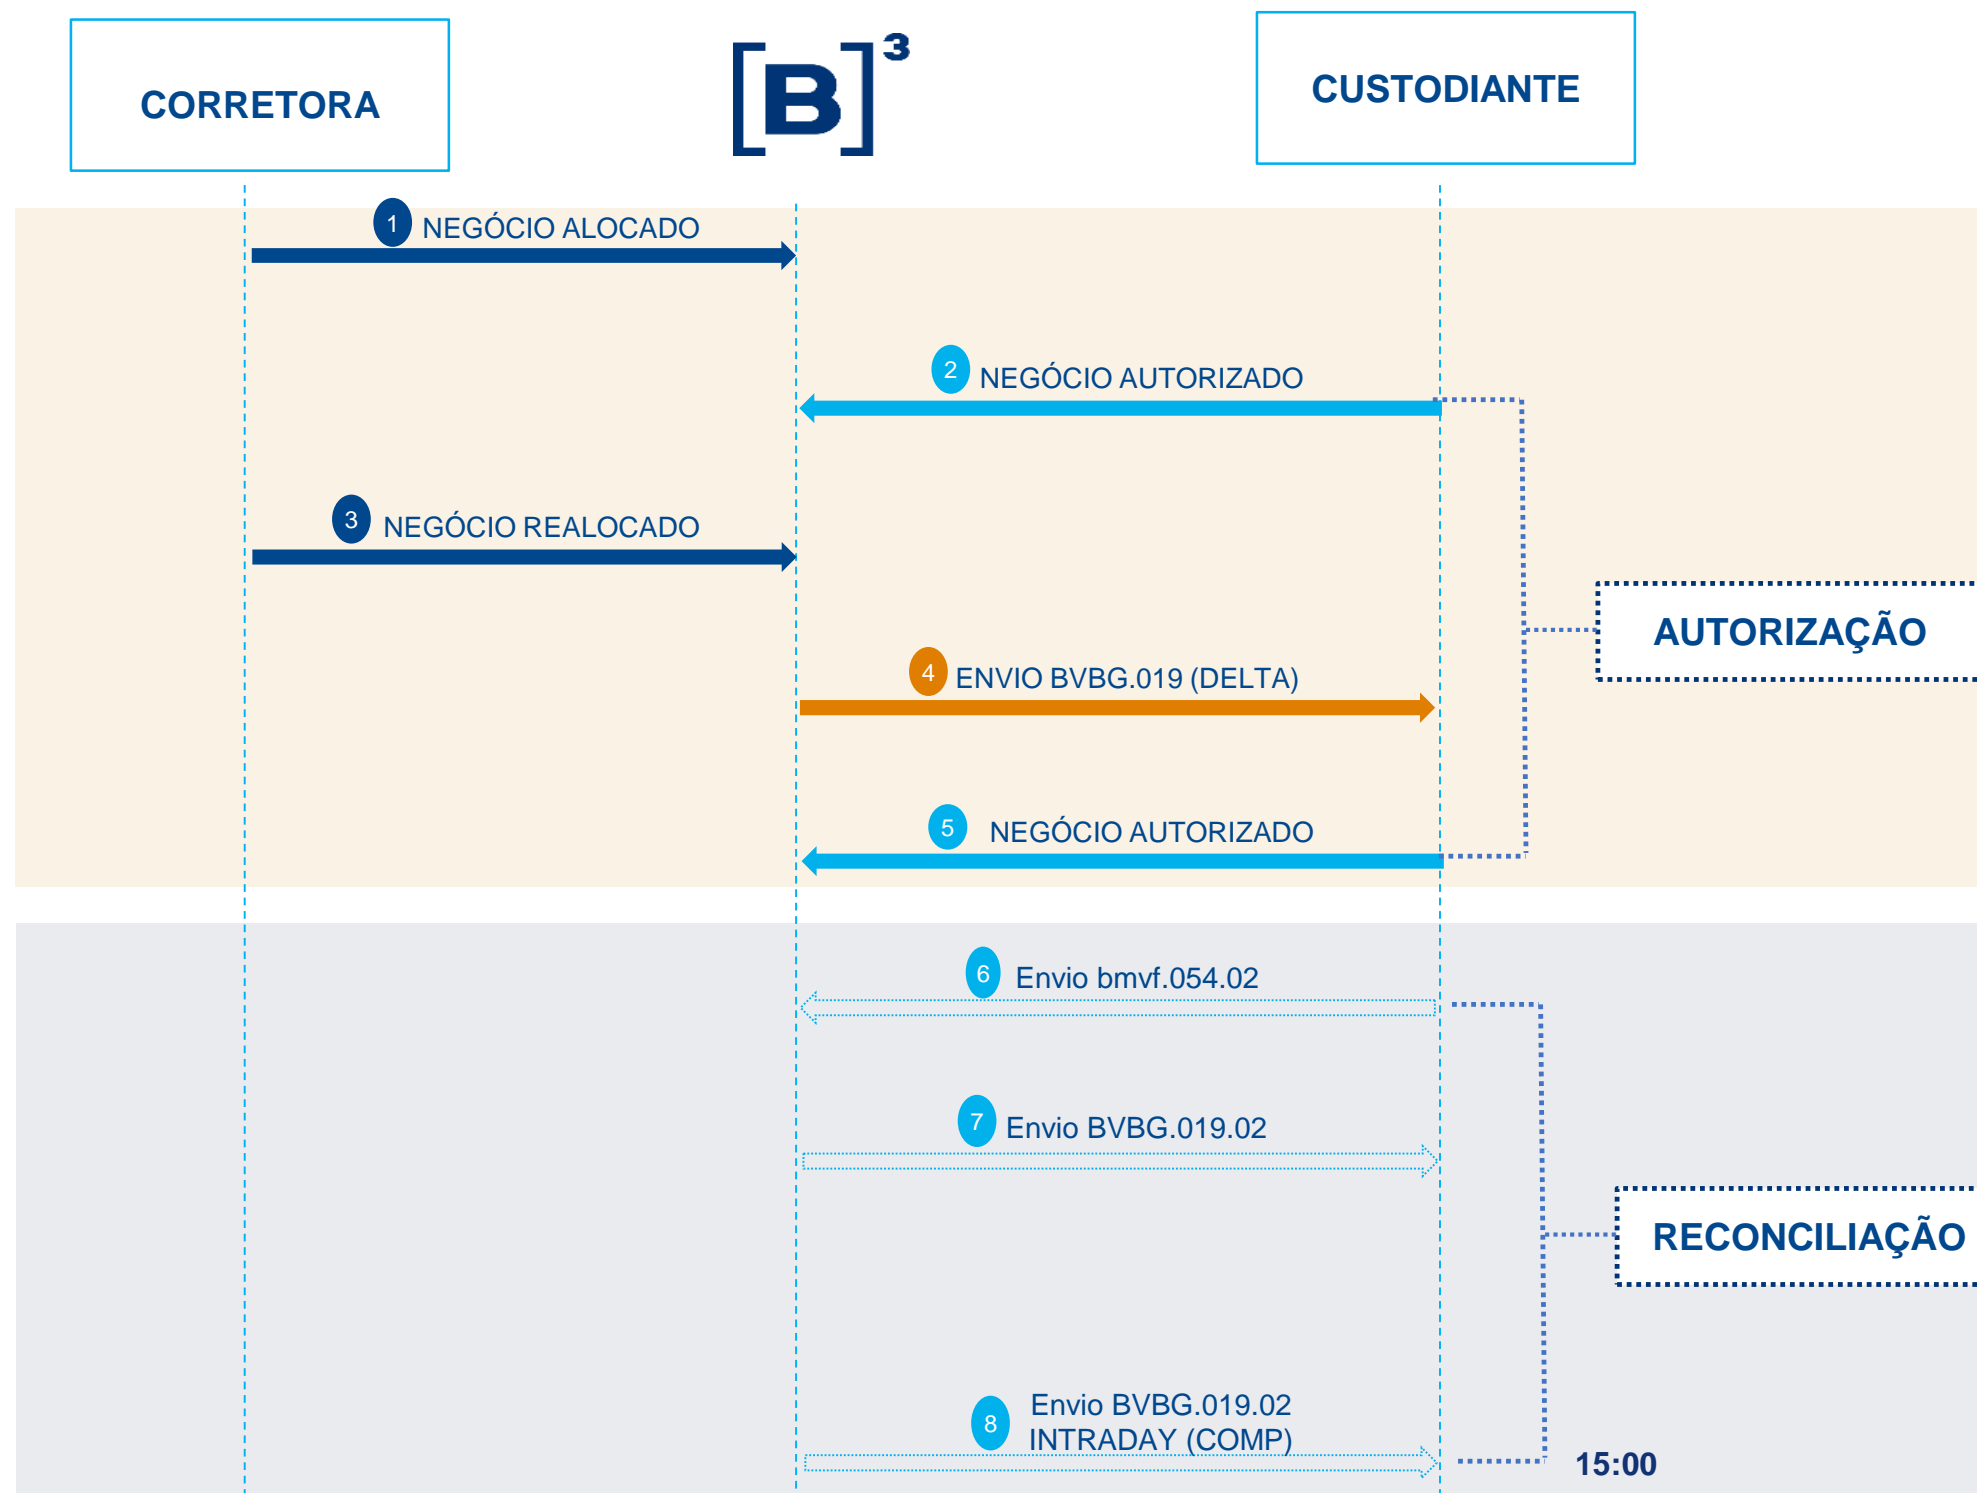 CORRETORA
[B]³
CUSTODIANTE
1 NEGÓCIO ALOCADO
2 NEGÓCIO AUTORIZADO
3 NEGÓCIO REALOCADO
AUTORIZAÇÃO
4 ENVIO BVBG.019 (DELTA)
5 NEGÓCIO AUTORIZADO
6 Envio bmvf.054.02
7 Envio BVBG.019.02
RECONCILIAÇÃO
8 Envio BVBG.019.02
INTRADAY (COMP)
15:00